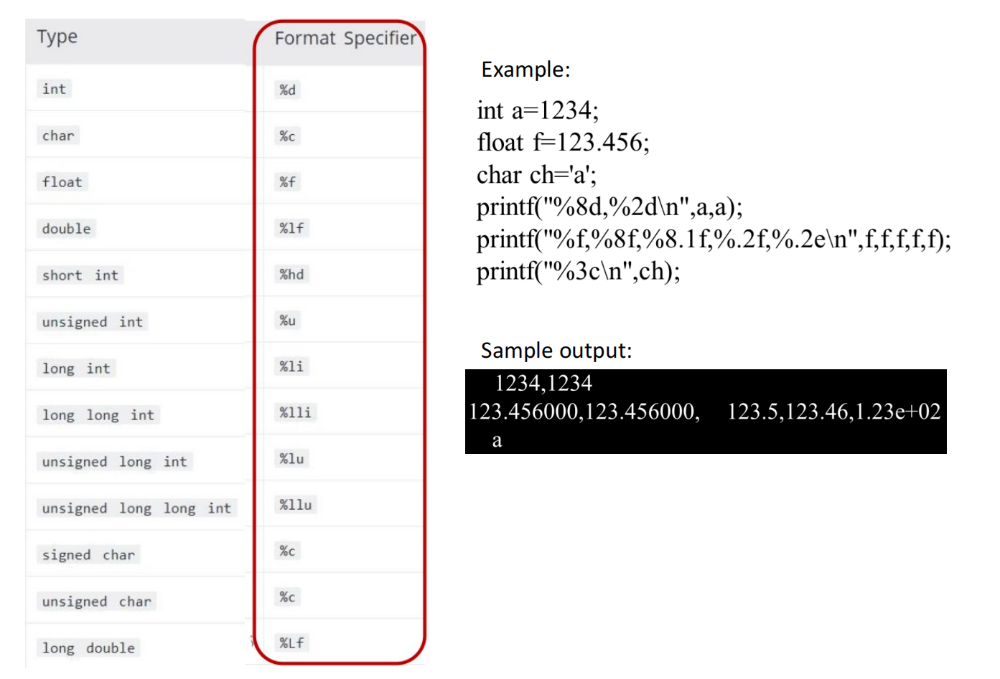 Type Format Specifier
int %d
char %c
float %f
double %lf
short int %hd
unsigned int %u
long int %li
long long int %lli
unsigned long int %lu
unsigned long long int %llu
signed char %c
unsigned char %c
long double %Lf
Example:
int a=1234;
float f=123.456;
char ch='a';
printf("%8d,%2d\n",a,a);
printf("%f,%8f,%8.1f,%.2f,%.2e\n",f,f,f,f,f);
printf("%3c\n",ch);
Sample output:
    1234,1234
123.456000,123.456000,   123.5,123.46,1.23e+02
  a